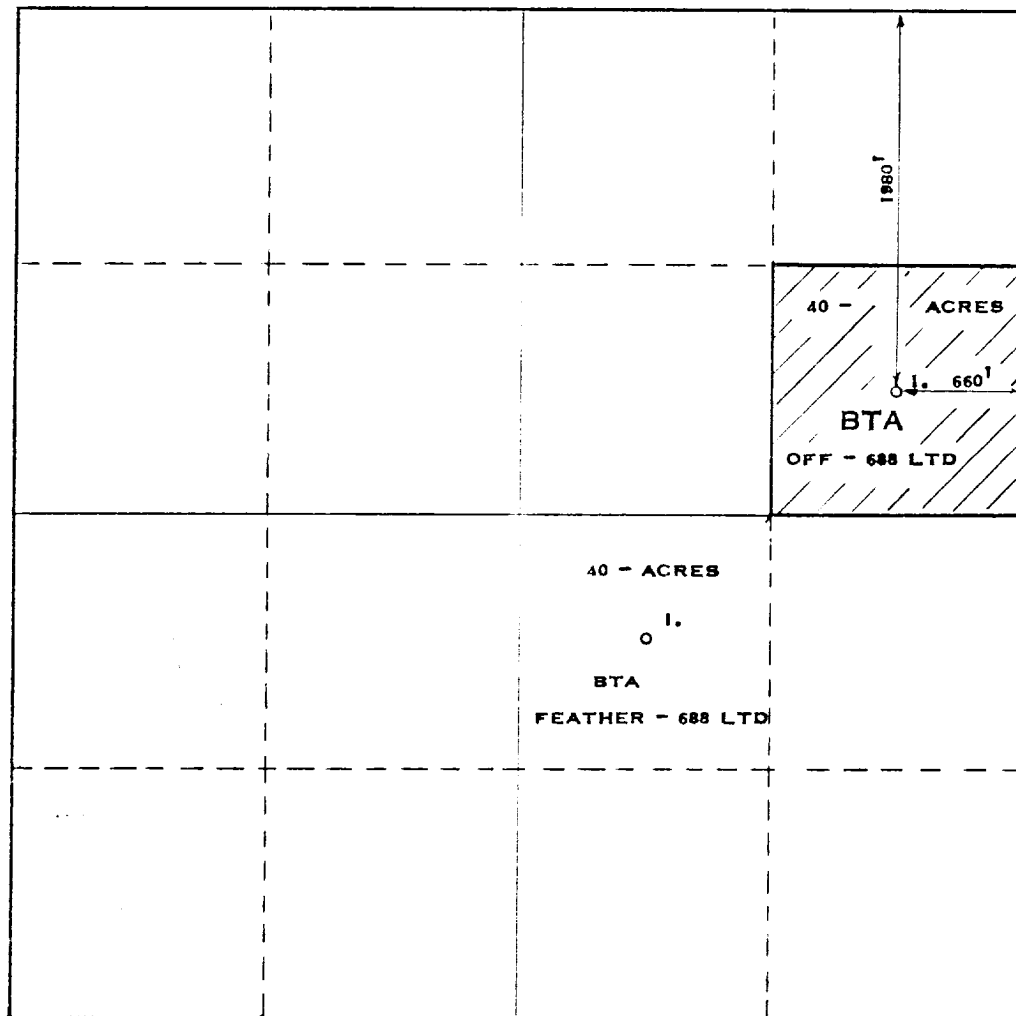 1980'
40 - ACRES
1. 660'
BTA
OFF - 688 LTD
40 - ACRES
1.
BTA
FEATHER - 688 LTD